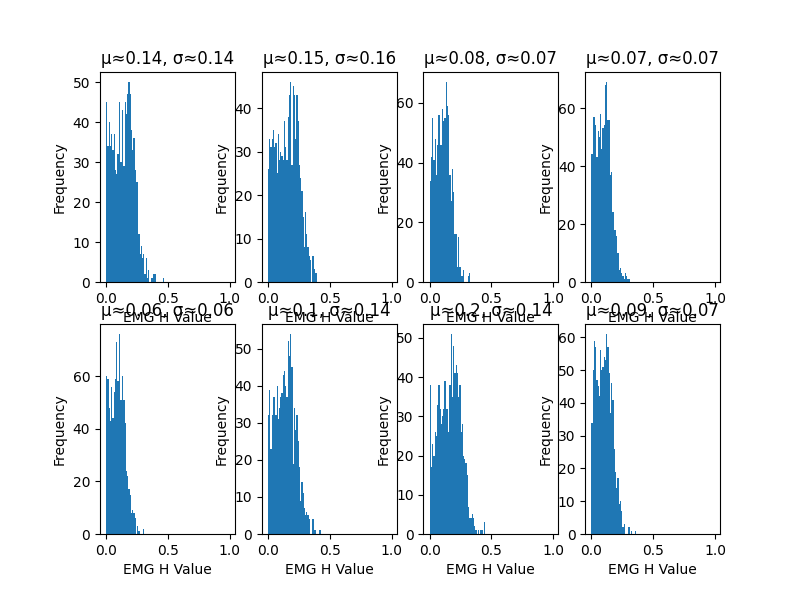 μ≈0.14, σ≈0.14
μ≈0.15, σ≈0.16
μ≈0.08, σ≈0.07
μ≈0.07, σ≈0.07
Frequency
50
40
30
20
10
0
0.0 0.5 1.0
EMG H Value
Frequency
40
30
20
10
0
0.0 0.5 1.0
EMG H Value
Frequency
60
40
20
0
0.0 0.5 1.0
EMG H Value
Frequency
60
40
20
0
0.0 0.5 1.0
EMG H Value
μ≈0.06, σ≈0.06
μ≈0.1, σ≈0.14
μ≈0.2, σ≈0.14
μ≈0.09, σ≈0.07
Frequency
60
40
20
0
0.0 0.5 1.0
EMG H Value
Frequency
50
40
30
20
10
0
0.0 0.5 1.0
EMG H Value
Frequency
50
40
30
20
10
0
0.0 0.5 1.0
EMG H Value
Frequency
60
50
40
30
20
10
0
0.0 0.5 1.0
EMG H Value